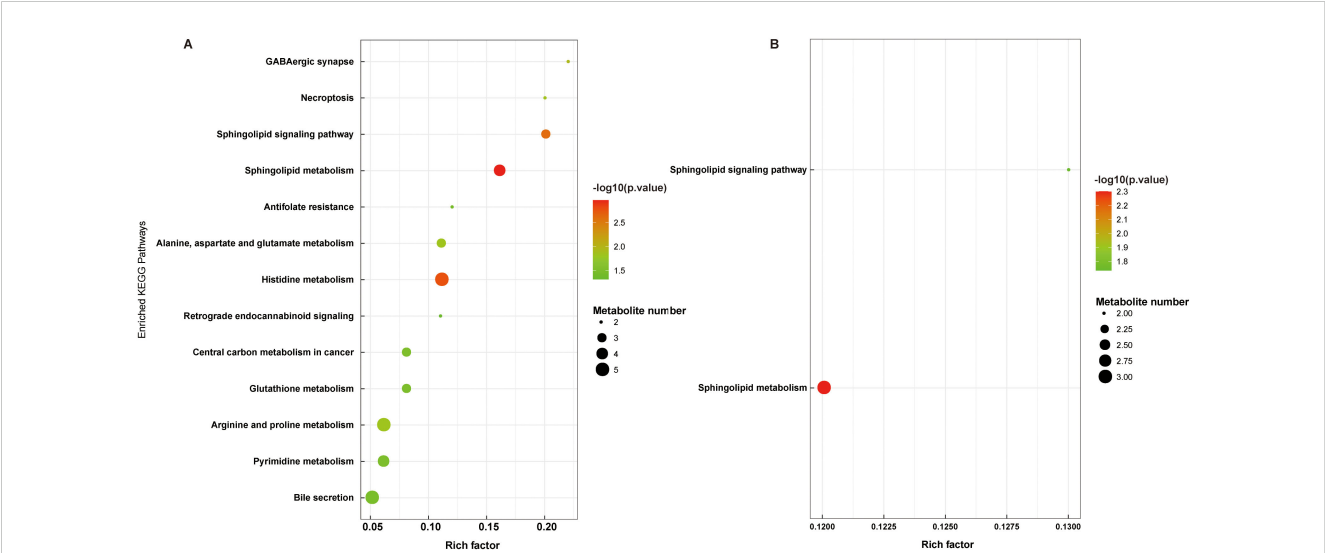 A
Enriched KEGG Pathways
GABAergic synapse
Necroptosis
Sphingolipid signaling pathway
Sphingolipid metabolism
Antifolate resistance
Alanine, aspartate and glutamate metabolism
Histidine metabolism
Retrograde endocannabinoid signaling
Central carbon metabolism in cancer
Glutathione metabolism
Arginine and proline metabolism
Pyrimidine metabolism
Bile secretion
0.05 0.10 0.15 0.20
Rich factor
-log10(p.value)
2.5
2.0
1.5
Metabolite number
2
3
4
5
B
Sphingolipid signaling pathway
Sphingolipid metabolism
0.1200 0.1225 0.1250 0.1275 0.1300
Rich factor
-log10(p.value)
2.3
2.2
2.1
2.0
1.9
1.8
Metabolite number
2.00
2.25
2.50
2.75
3.00